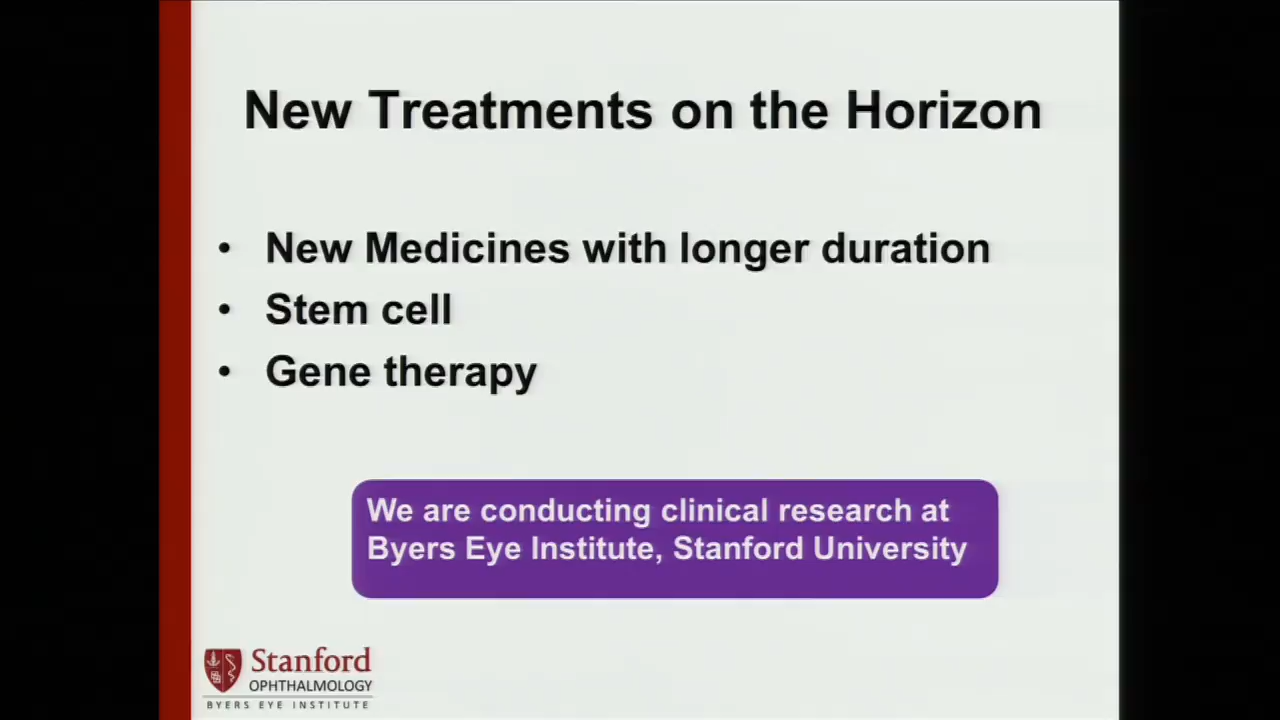 New Treatments on the Horizon
• New Medicines with longer duration
• Stem cell
• Gene therapy
We are conducting clinical research at
Byers Eye Institute, Stanford University
Stanford
OPHTHALMOLOGY
BYERS EYE INSTITUTE